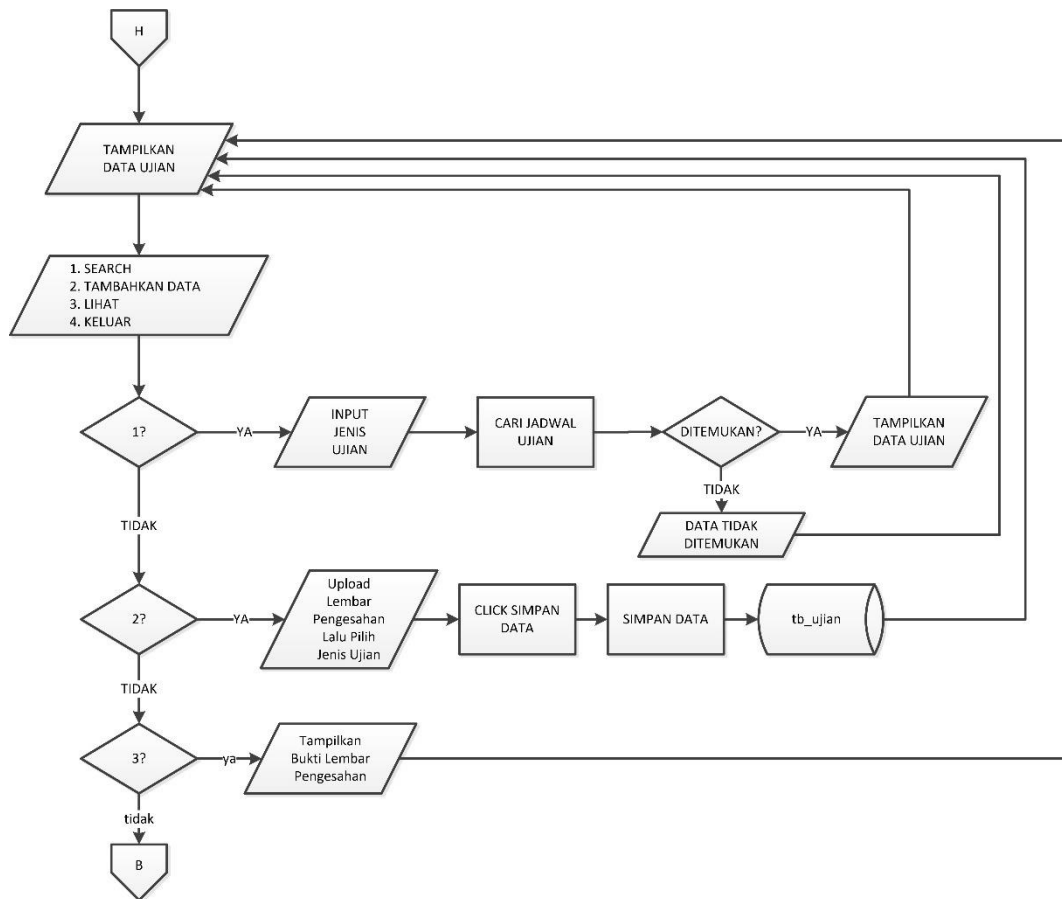 H
TAMPILKAN
DATA UJIAN
1. SEARCH
2. TAMBAHKAN DATA
3. LIHAT
4. KELUAR
1?
YA
INPUT
JENIS
UJIAN
CARI JADWAL
UJIAN
DITEMUKAN?
YA
TAMPILKAN
DATA UJIAN
TIDAK
DATA TIDAK
DITEMUKAN
TIDAK
2?
YA
Upload
Lembar
Pengesahan
Lalu Pilih
Jenis Ujian
CLICK SIMPAN
DATA
SIMPAN DATA
tb_ujian
TIDAK
3?
ya
Tampilkan
Bukti Lembar
Pengesahan
tidak
B